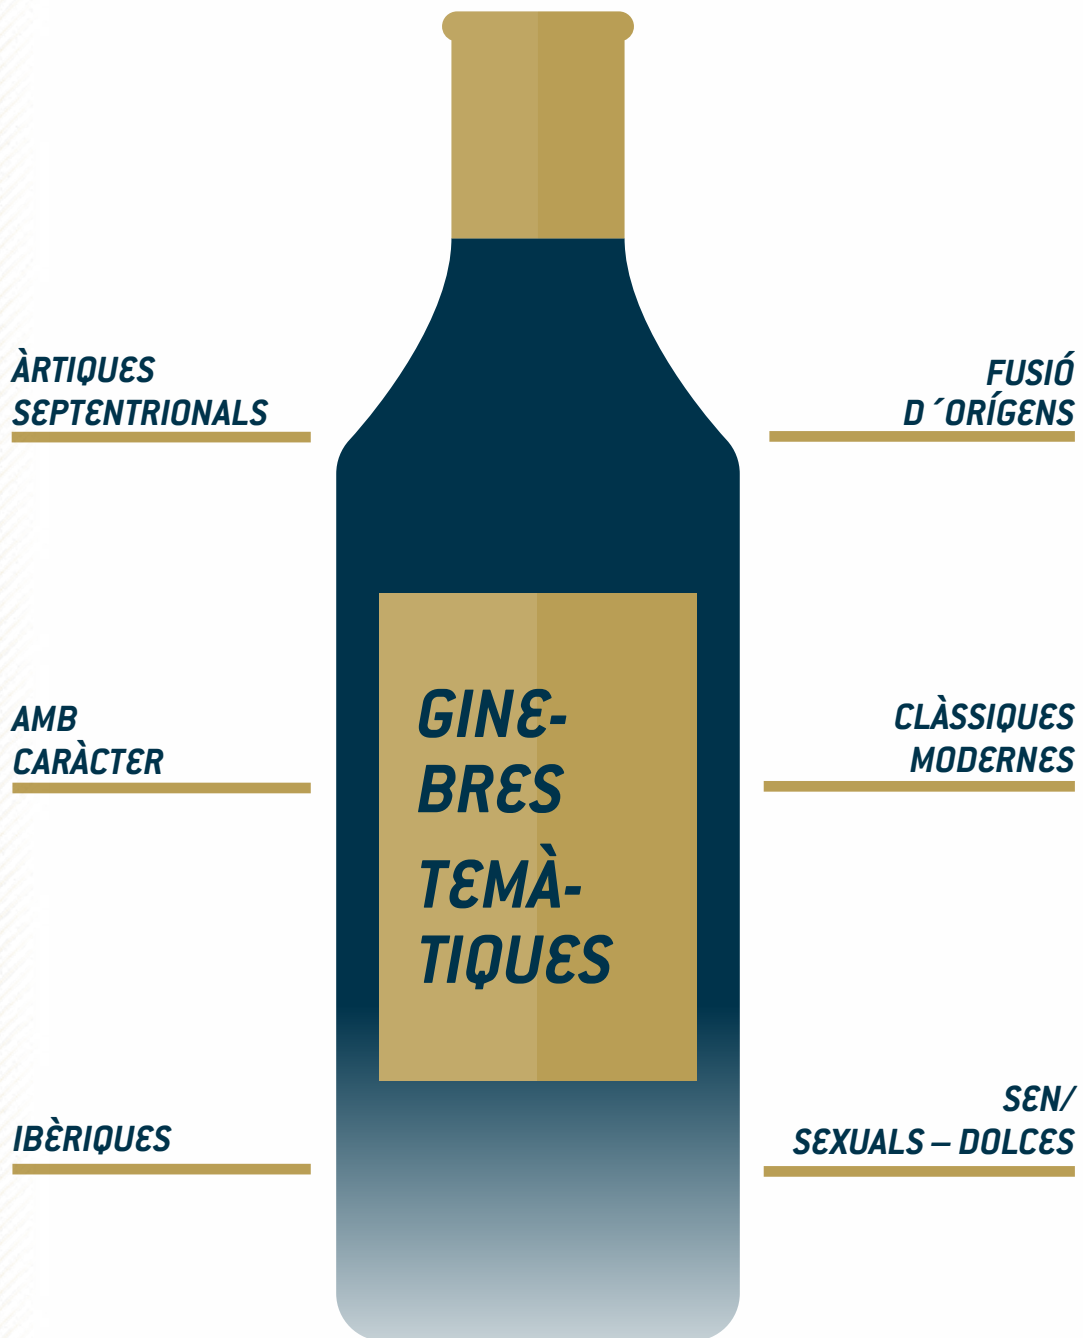 ÀRTIQUES
SEPTENTRIONALS
FUSIÓ
D ´ORÍGENS
AMB
CARÀCTER
CLÀSSIQUES
MODERNES
GINE-
BRES
TEMÀ-
TIQUES
IBÈRIQUES
SEN/
SEXUALS – DOLCES